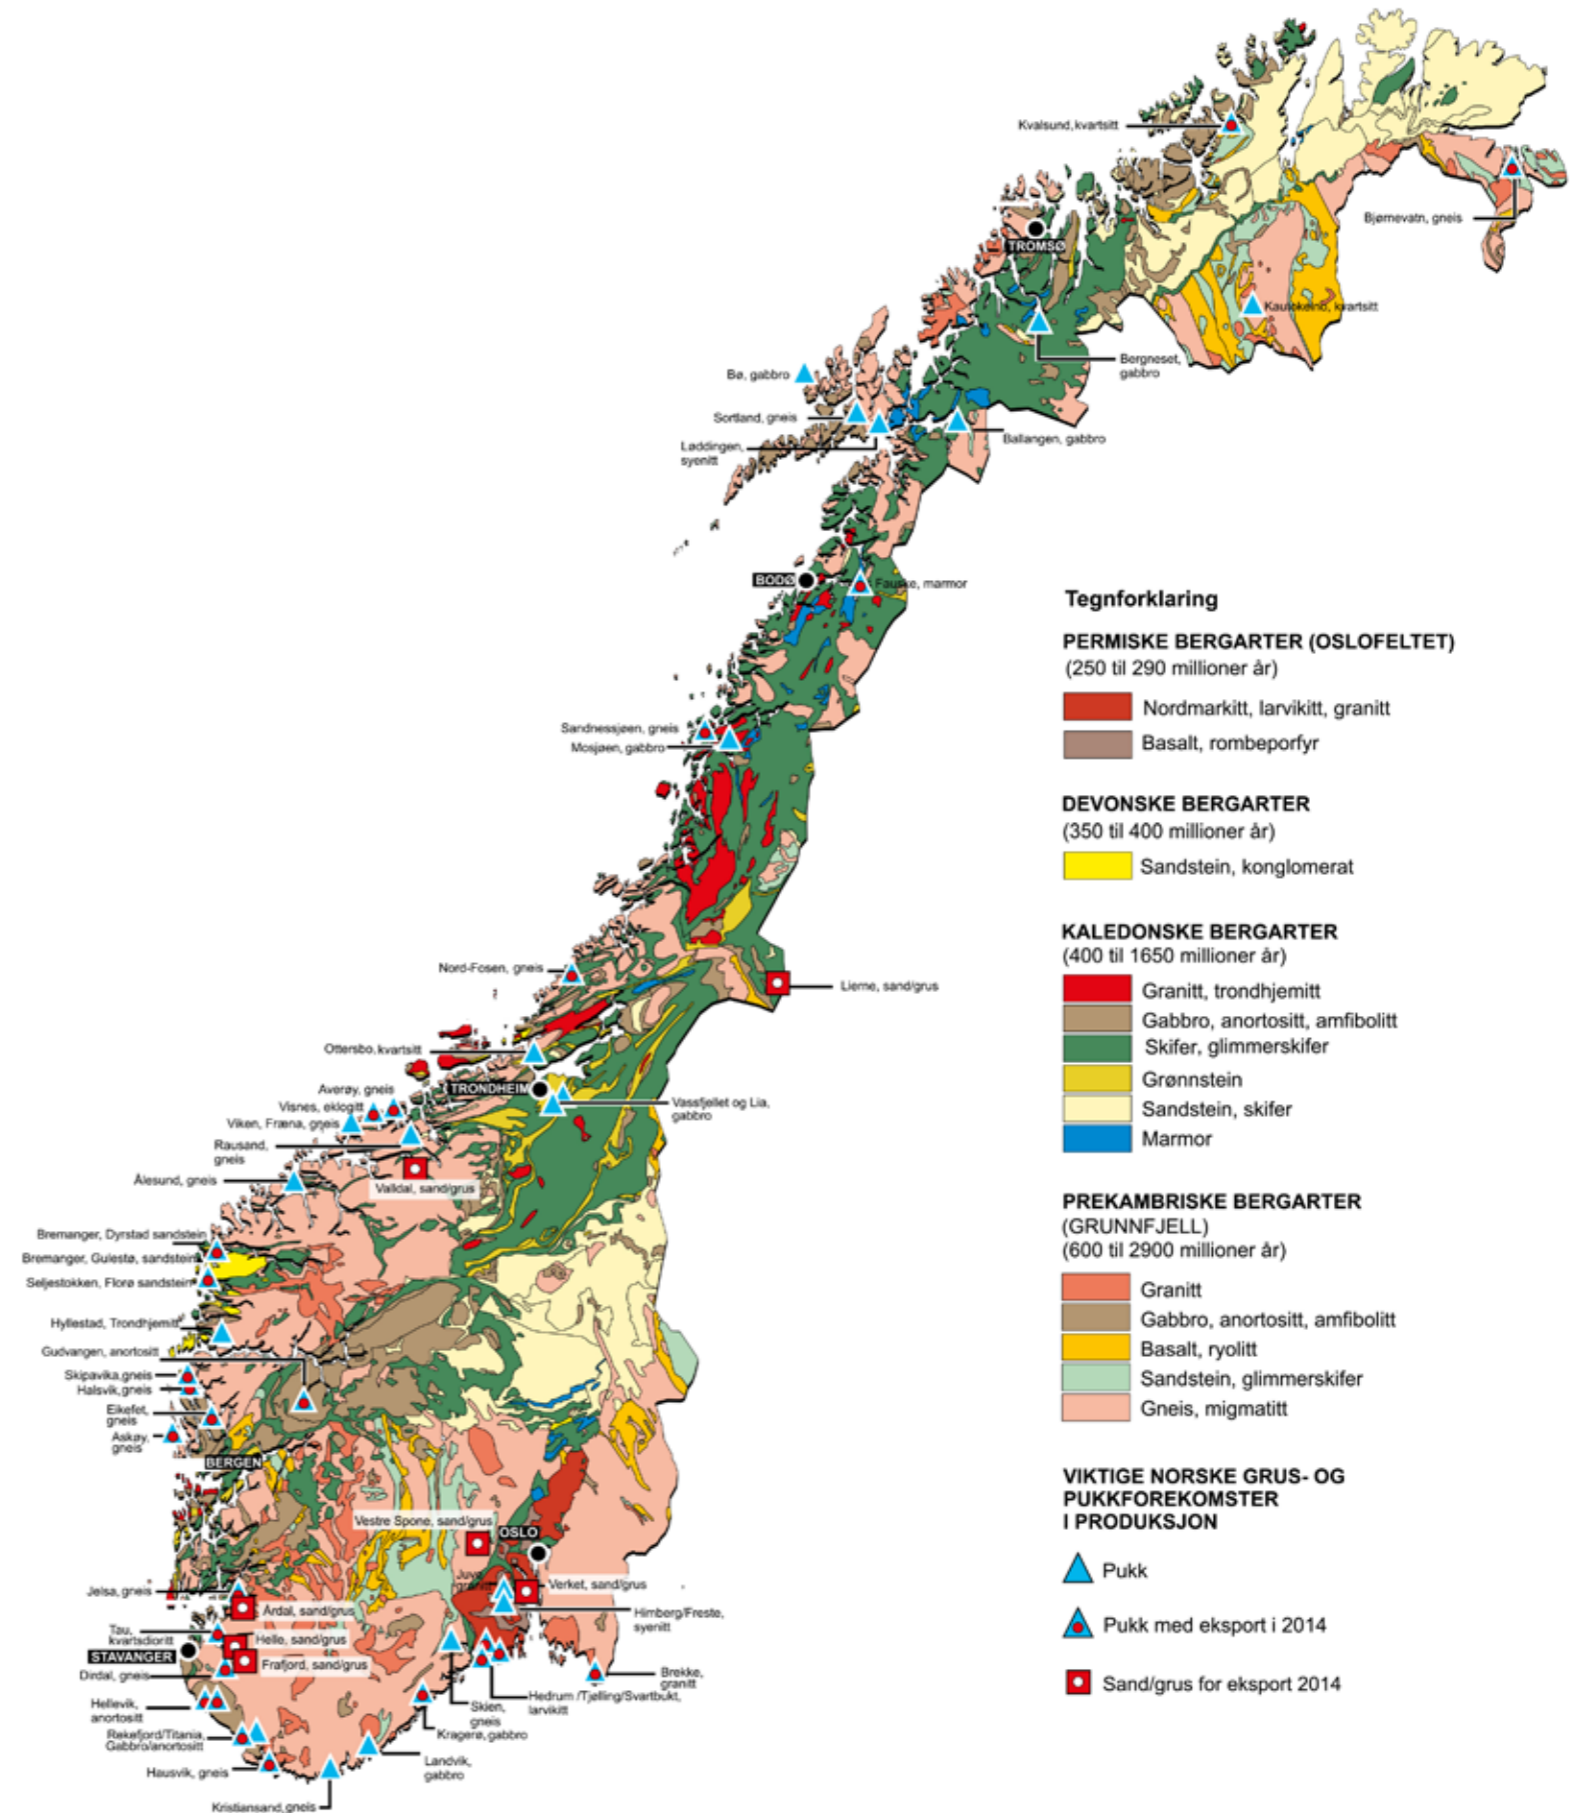 Kvalsund, kvartsitt
Bjørnevatn, gneis
TROMSØ
Kautokeino, kvartsitt
Bergneset,
gabbro
Bø, gabbro
Sortland, gneis
Løddingen,
syenitt
Ballangen, gabbro
BODØ
Fauske, marmor
Sandnessjøen, gneis
Mosjøen, gabbro
Nord-Fosen, gneis
Lierne, sand/grus
Ottersbo, kvartsitt
TRONDHEIM
Averøy, gneis
Visnes, eklogitt
Viken, Fræna, gneis
Vassfjellet og Lia,
gabbro
Rausand,
gneis
Ålesund, gneis
Valldal, sand/grus
Bremanger, Dyrstad sandstein
Bremanger, Gulestø, sandstein
Seljestokken, Florø sandstein
Hyllestad, Trondhjemitt
Gudvangen, anortositt
Skipavika, gneis
Halsvik, gneis
Eikefet,
gneis
Askøy,
gneis
BERGEN
Vestre Spone, sand/grus
OSLO
Juve
granitt
Verket, sand/grus
Himberg/Freste,
syenitt
Jelsa, gneis
Årdal, sand/grus
Tau,
kvartsdioritt
Helle, sand/grus
STAVANGER
Frafjord, sand/grus
Dirdal, gneis
Brekke,
granitt
Hedrum /Tjølling/Svartbukt,
larvikitt
Skien,
gneis
Hellevik,
anortositt
Kragerø, gabbro
Rekefjord/Titania,
Gabbro/anortositt
Landvik,
gabbro
Hausvik, gneis
Kristiansand, gneis
Tegnforklaring
PERMISKE BERGARTER (OSLOFELTET)
(250 til 290 millioner år)
Nordmarkitt, larvikitt, granitt
Basalt, rombeporfyr
DEVONSKE BERGARTER
(350 til 400 millioner år)
Sandstein, konglomerat
KALEDONSKE BERGARTER
(400 til 1650 millioner år)
Granitt, trondhjemitt
Gabbro, anortositt, amfibolitt
Skifer, glimmerskifer
Grønnstein
Sandstein, skifer
Marmor
PREKAMBRISKE BERGARTER
(GRUNNFJELL)
(600 til 2900 millioner år)
Granitt
Gabbro, anortositt, amfibolitt
Basalt, ryolitt
Sandstein, glimmerskifer
Gneis, migmatitt
VIKTIGE NORSKE GRUS- OG
PUKKFOREKOMSTER
I PRODUKSJON
Pukk
Pukk med eksport i 2014
Sand/grus for eksport 2014